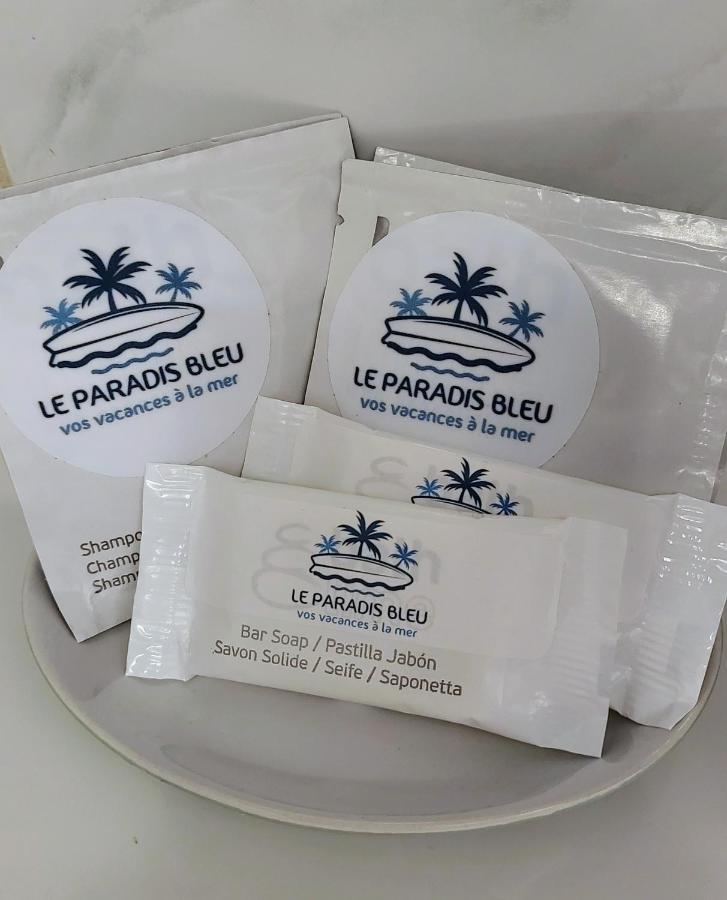 LE PARADIS BLEU
vos vacances à la mer
LE PARADIS BLEU
vos vacances à la mer
LE PARADIS BLEU
vos vacances à la mer
Bar Soap / Pastilla Jabón
Savon Solide / Seife / Saponetta